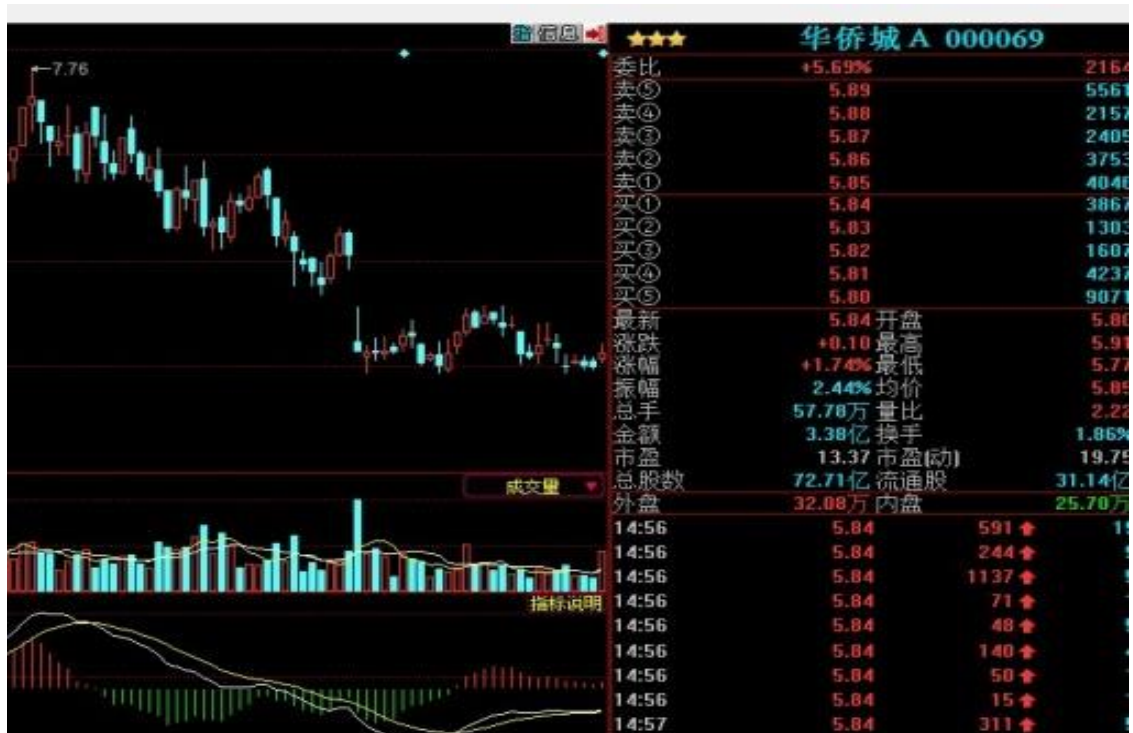 信息
★★★ 华侨城A 000069
7.76
委比 +5.69% 2164
卖⑤ 5.89 5561
卖④ 5.88 2157
卖③ 5.87 2405
卖② 5.86 3753
卖① 5.85 4046
买① 5.84 3867
买② 5.83 1303
买③ 5.82 1607
买④ 5.81 4237
买⑤ 5.80 9071
最新 5.84 开盘 5.80
涨跌 +0.10 最高 5.91
涨幅 +1.74% 最低 5.77
振幅 2.44% 均价 5.85
总手 57.78万 量比 2.22
金额 3.38亿 换手 1.86%
市盈 13.37 市盈(动) 19.75
总股数 72.71亿 流通股 31.14亿
成交量
外盘 32.08万 内盘 25.70万
14:56 5.84 591
14:56 5.84 244
14:56 5.84 1137
指标说明
14:56 5.84 71
14:56 5.84 48
14:56 5.84 140
14:56 5.84 50
14:56 5.84 15
14:57 5.84 311